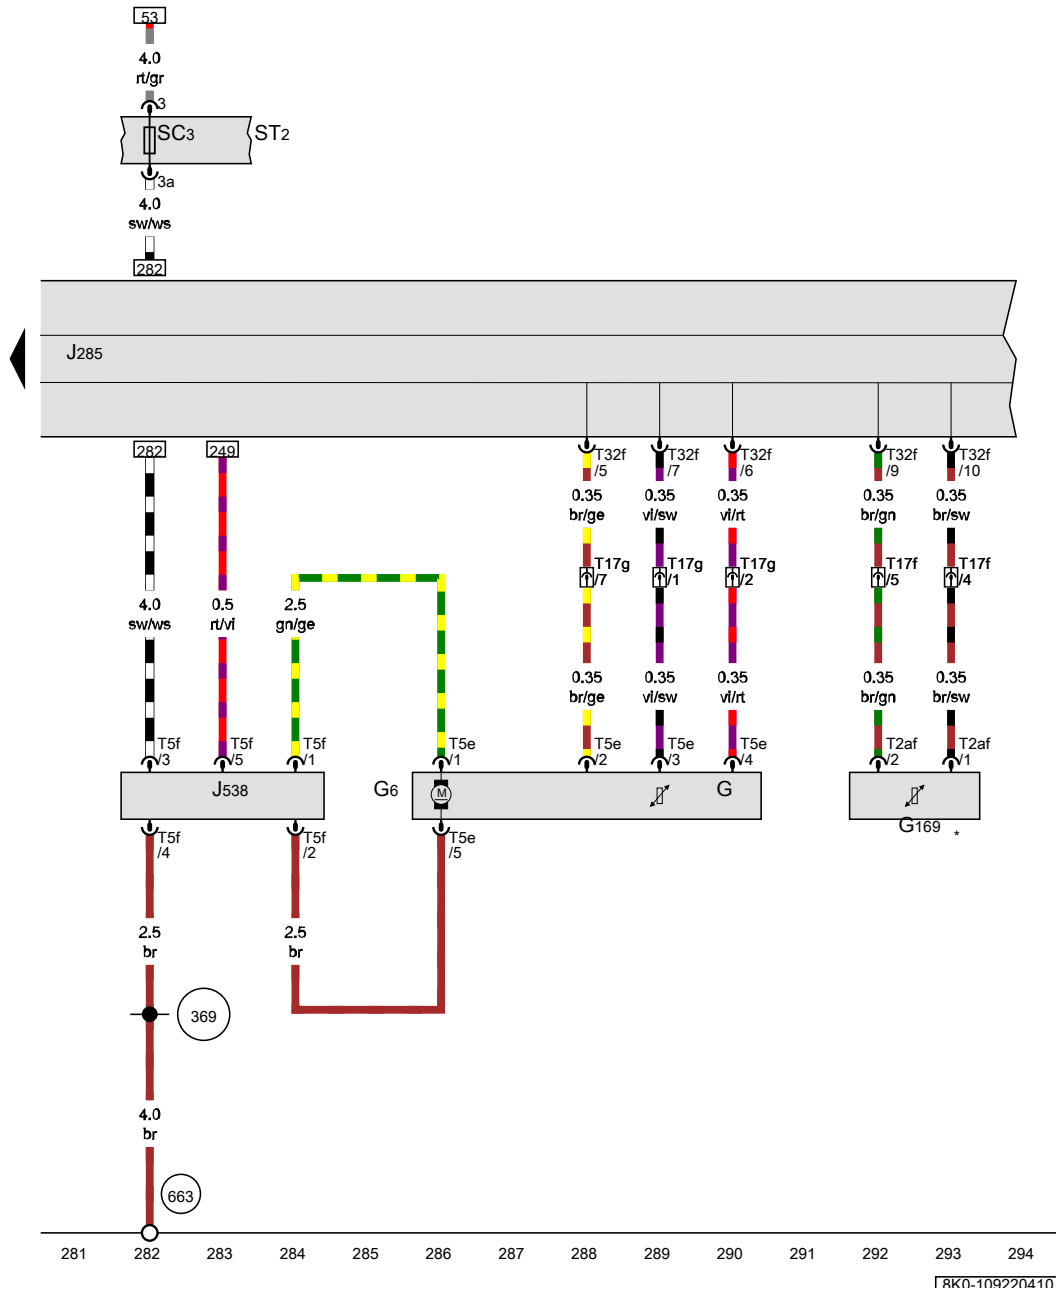 53
4.0
rt/gr
3
SC3
ST2
3a
4.0
sw/ws
282
J285
282
249
T32f
/5
T32f
/7
T32f
/6
T32f
/9
T32f
/10
0.35
br/ge
0.35
vi/sw
0.35
vi/rt
0.35
br/gn
0.35
br/sw
T17g
/7
T17g
/1
T17g
/2
T17f
/5
T17f
/4
4.0
sw/ws
0.5
rt/vi
2.5
gn/ge
0.35
br/ge
0.35
vi/sw
0.35
vi/rt
0.35
br/gn
0.35
br/sw
T5f
/3
T5f
/5
T5f
/1
T5e
/1
T5e
/2
T5e
/3
T5e
/4
T2af
/2
T2af
/1
J538
G6
M
G
G169 *
T5f
/4
T5f
/2
T5e
/5
2.5
br
2.5
br
369
4.0
br
663
281 282 283 284 285 286 287 288 289 290 291 292 293 294
8K0-109220410